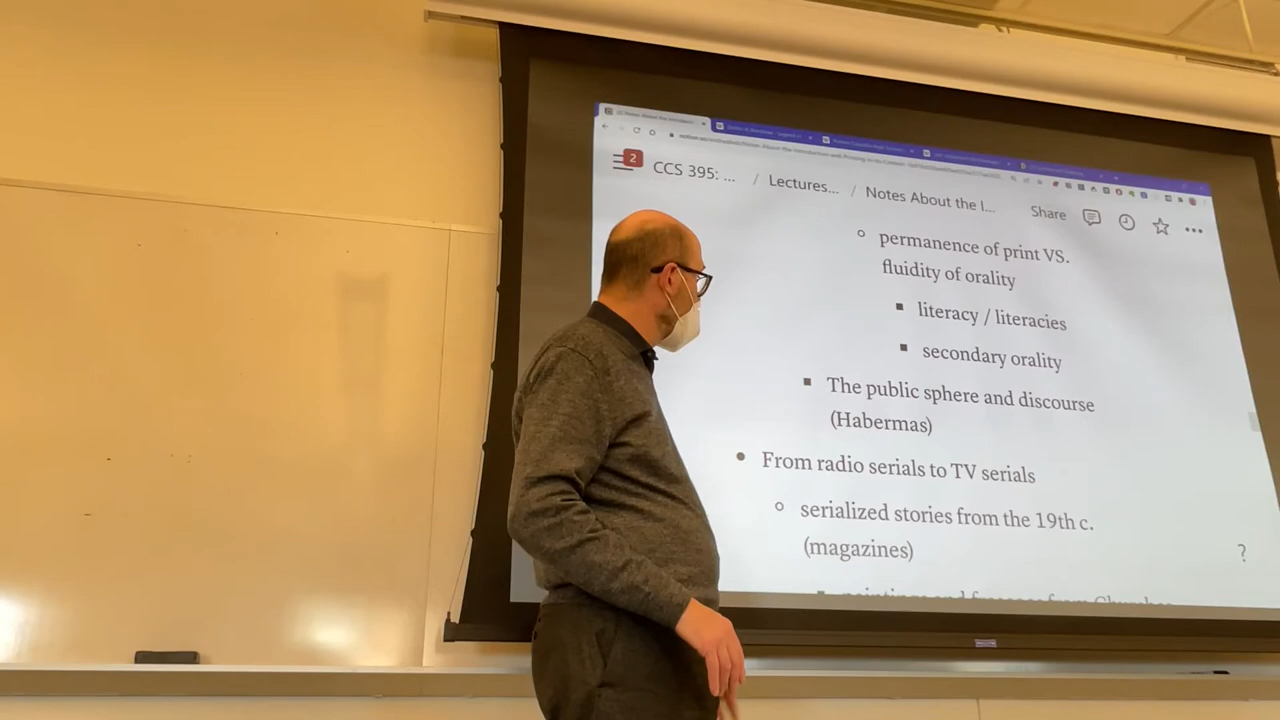 2
CCS 395: ... / Lectures... / Notes About the I...
Share
permanence of print VS.
fluidity of orality
literacy / literacies
secondary orality
The public sphere and discourse
(Habermas)
From radio serials to TV serials
serialized stories from the 19th c.
(magazines)
?